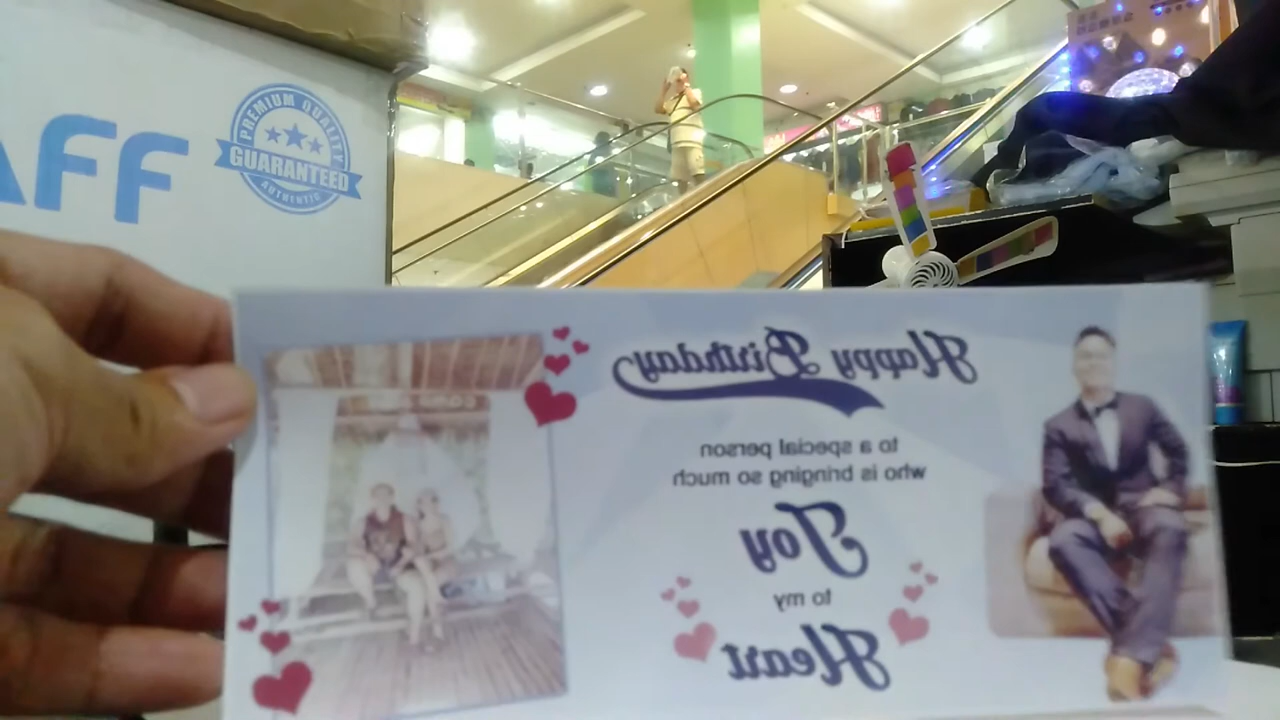 AFF
PREMIUM QUALITY
GUARANTEED
AUTHENTIC
Happy Birthday
to a special person
who is bringing so much
Joy
to my
Heart